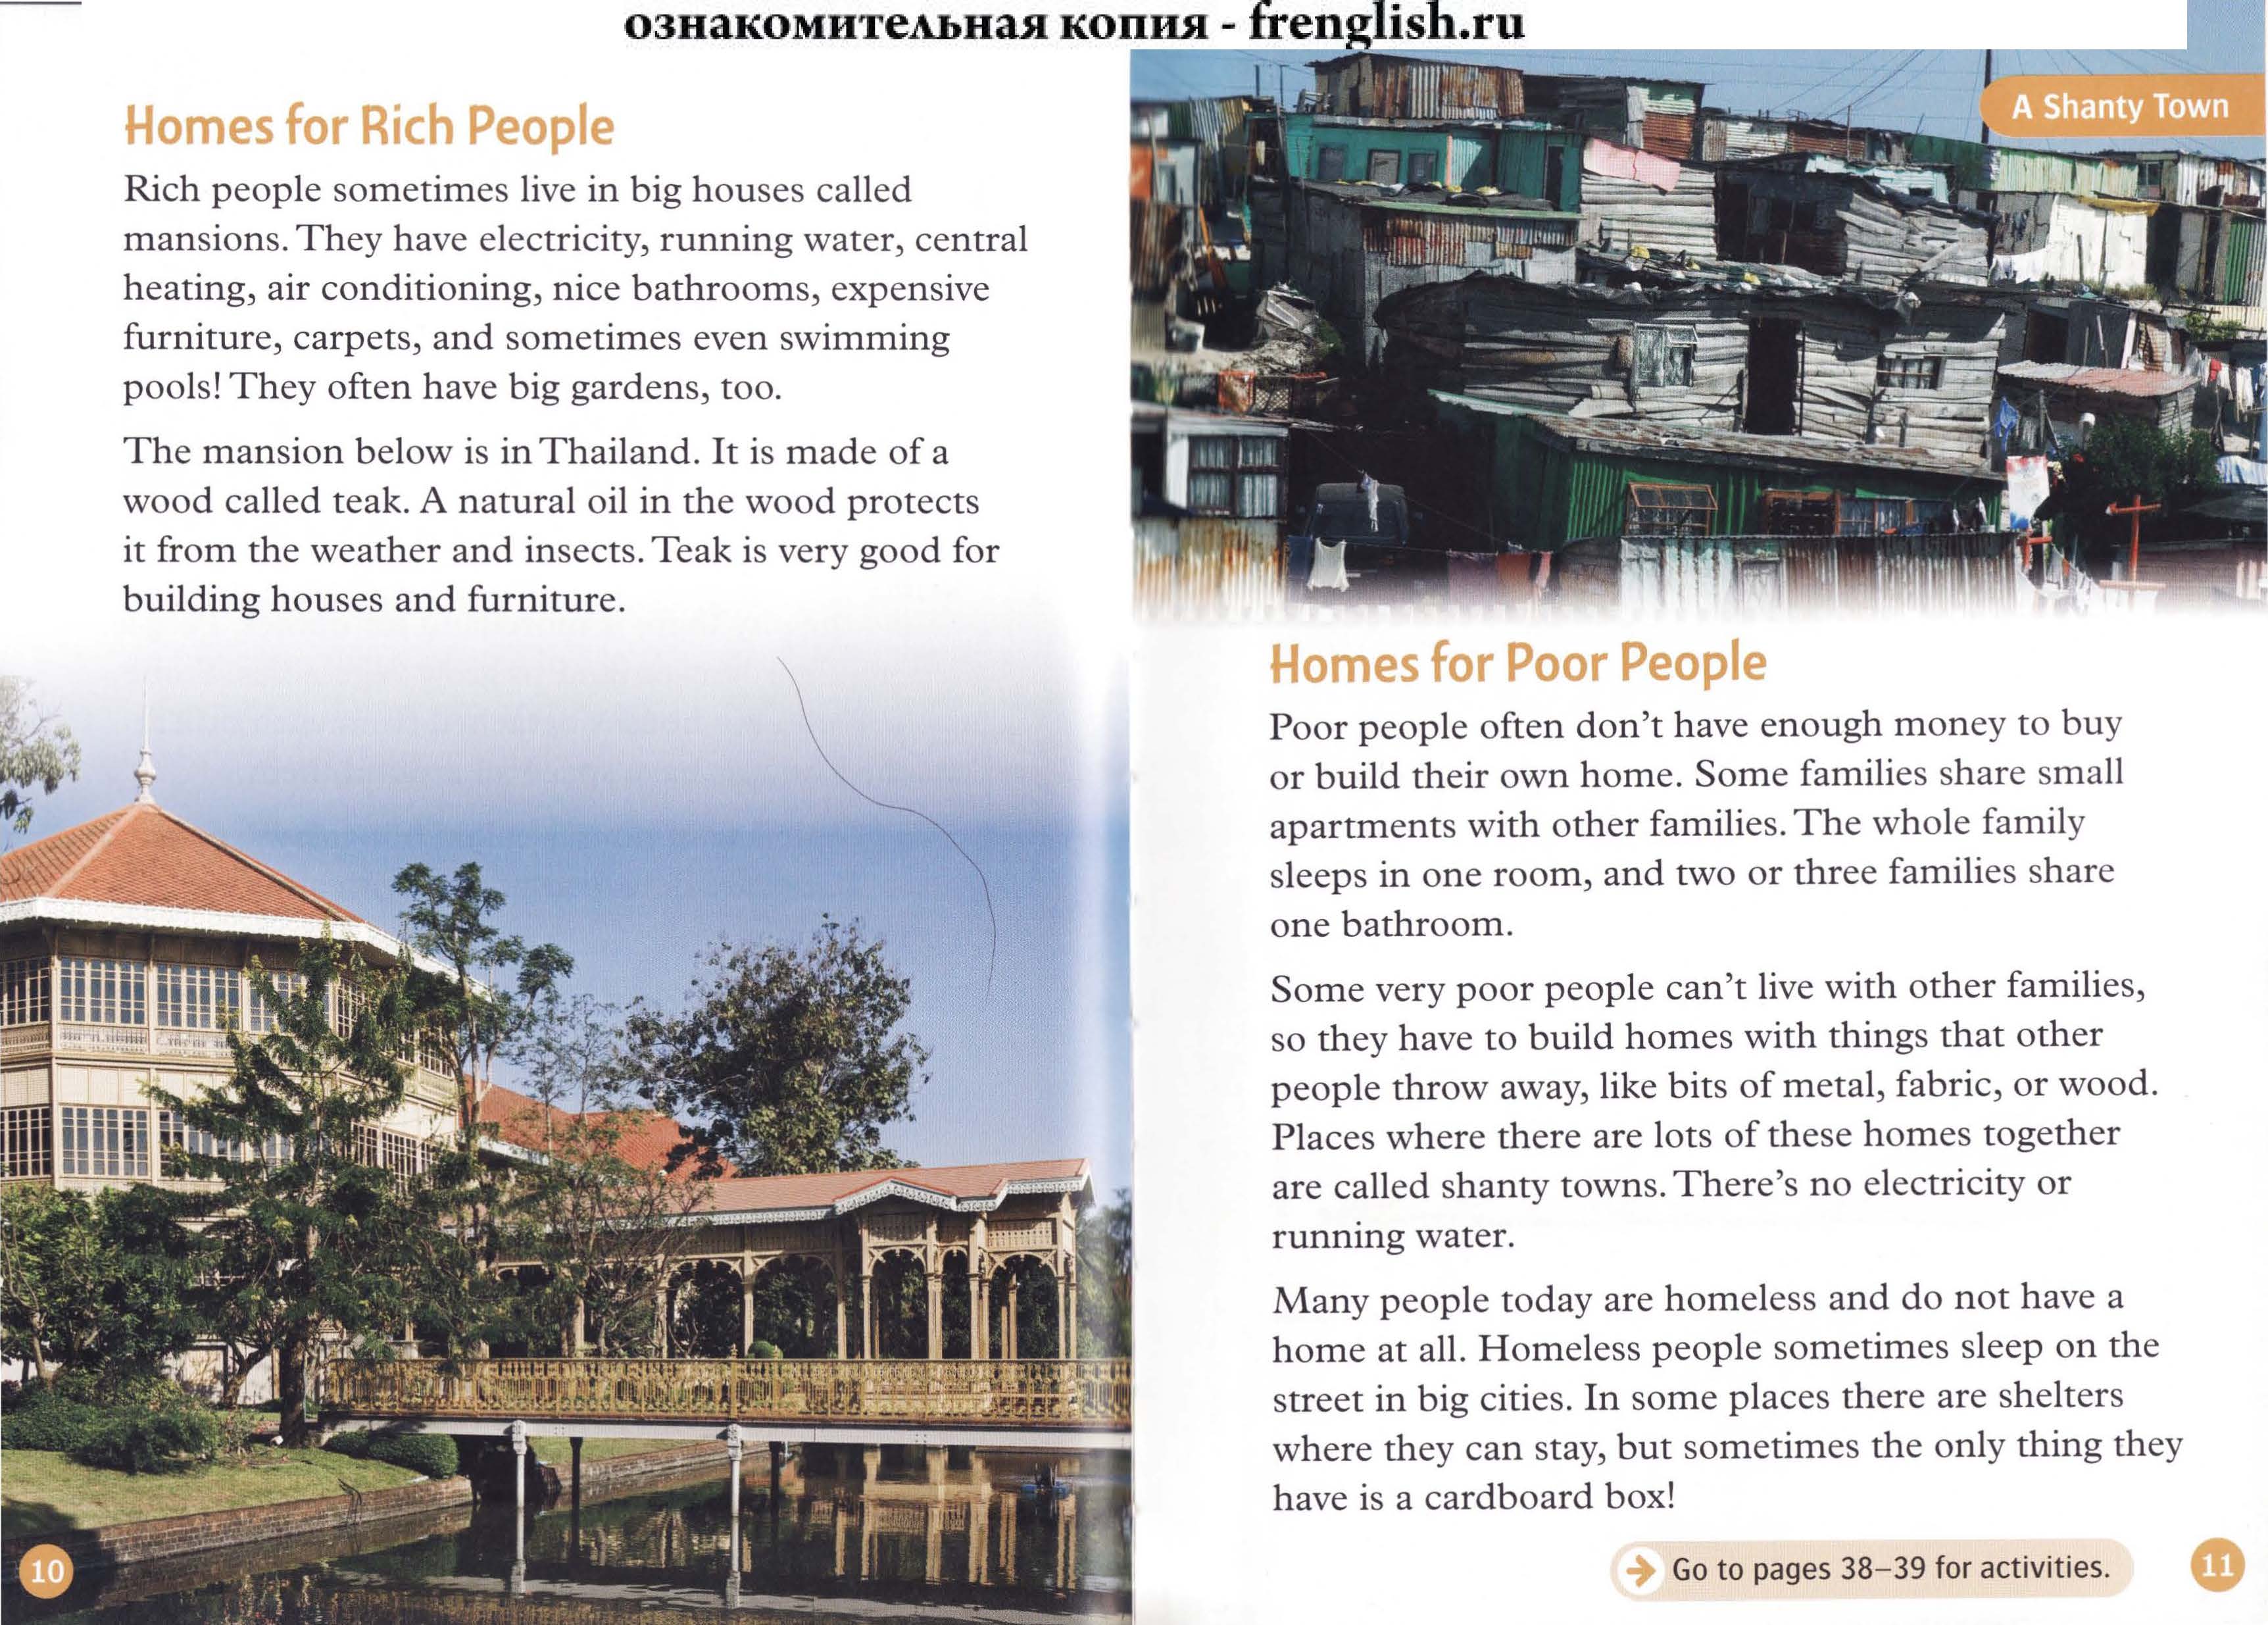 ознакомительная копия - frenglish.ru
Homes for Rich People
Rich people sometimes live in big houses called
mansions. They have electricity, running water, central
heating, air conditioning, nice bathrooms, expensive
furniture, carpets, and sometimes even swimming
pools! They often have big gardens, too.
The mansion below is in Thailand. It is made of a
wood called teak. A natural oil in the wood protects
it from the weather and insects. Teak is very good for
building houses and furniture.
10
A Shanty Town
Homes for Poor People
Poor people often don't have enough money to buy
or build their own home. Some families share small
apartments with other families. The whole family
sleeps in one room, and two or three families share
one bathroom.
Some very poor people can't live with other families,
so they have to build homes with things that other
people throw away, like bits of metal, fabric, or wood.
Places where there are lots of these homes together
are called shanty towns. There's no electricity or
running water.
Many people today are homeless and do not have a
home at all. Homeless people sometimes sleep on the
street in big cities. In some places there are shelters
where they can stay, but sometimes the only thing they
have is a cardboard box!
Go to pages 38–39 for activities.
11